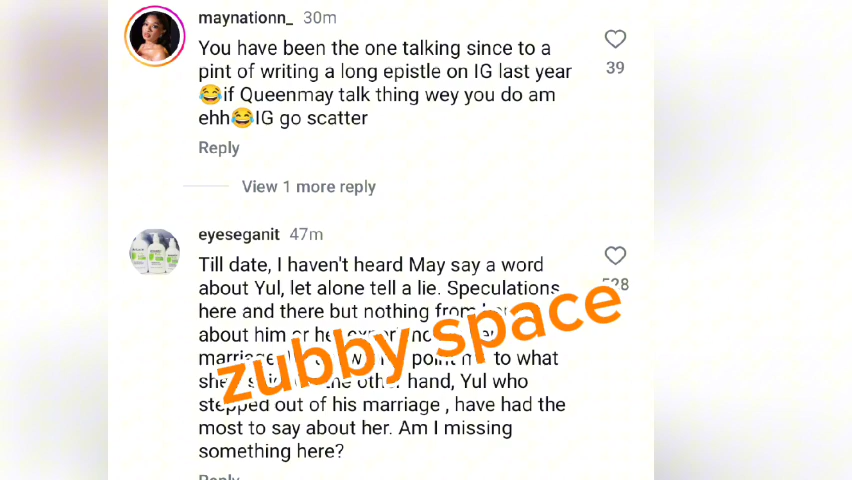 maynationn_ 30m
You have been the one talking since to a
pint of writing a long epistle on IG last year
😂if Queenmay talk thing wey you do am
ehh😂IG go scatter
39
Reply
View 1 more reply
eyeseganit 47m
Till date, I haven't heard May say a word
about Yul, let alone tell a lie. Speculations
528
here and there but nothing from
about him or
marriage. point to what
the other hand, Yul who
stepped out of his marriage , have had the
most to say about her. Am I missing
something here?
Reply
zubby space